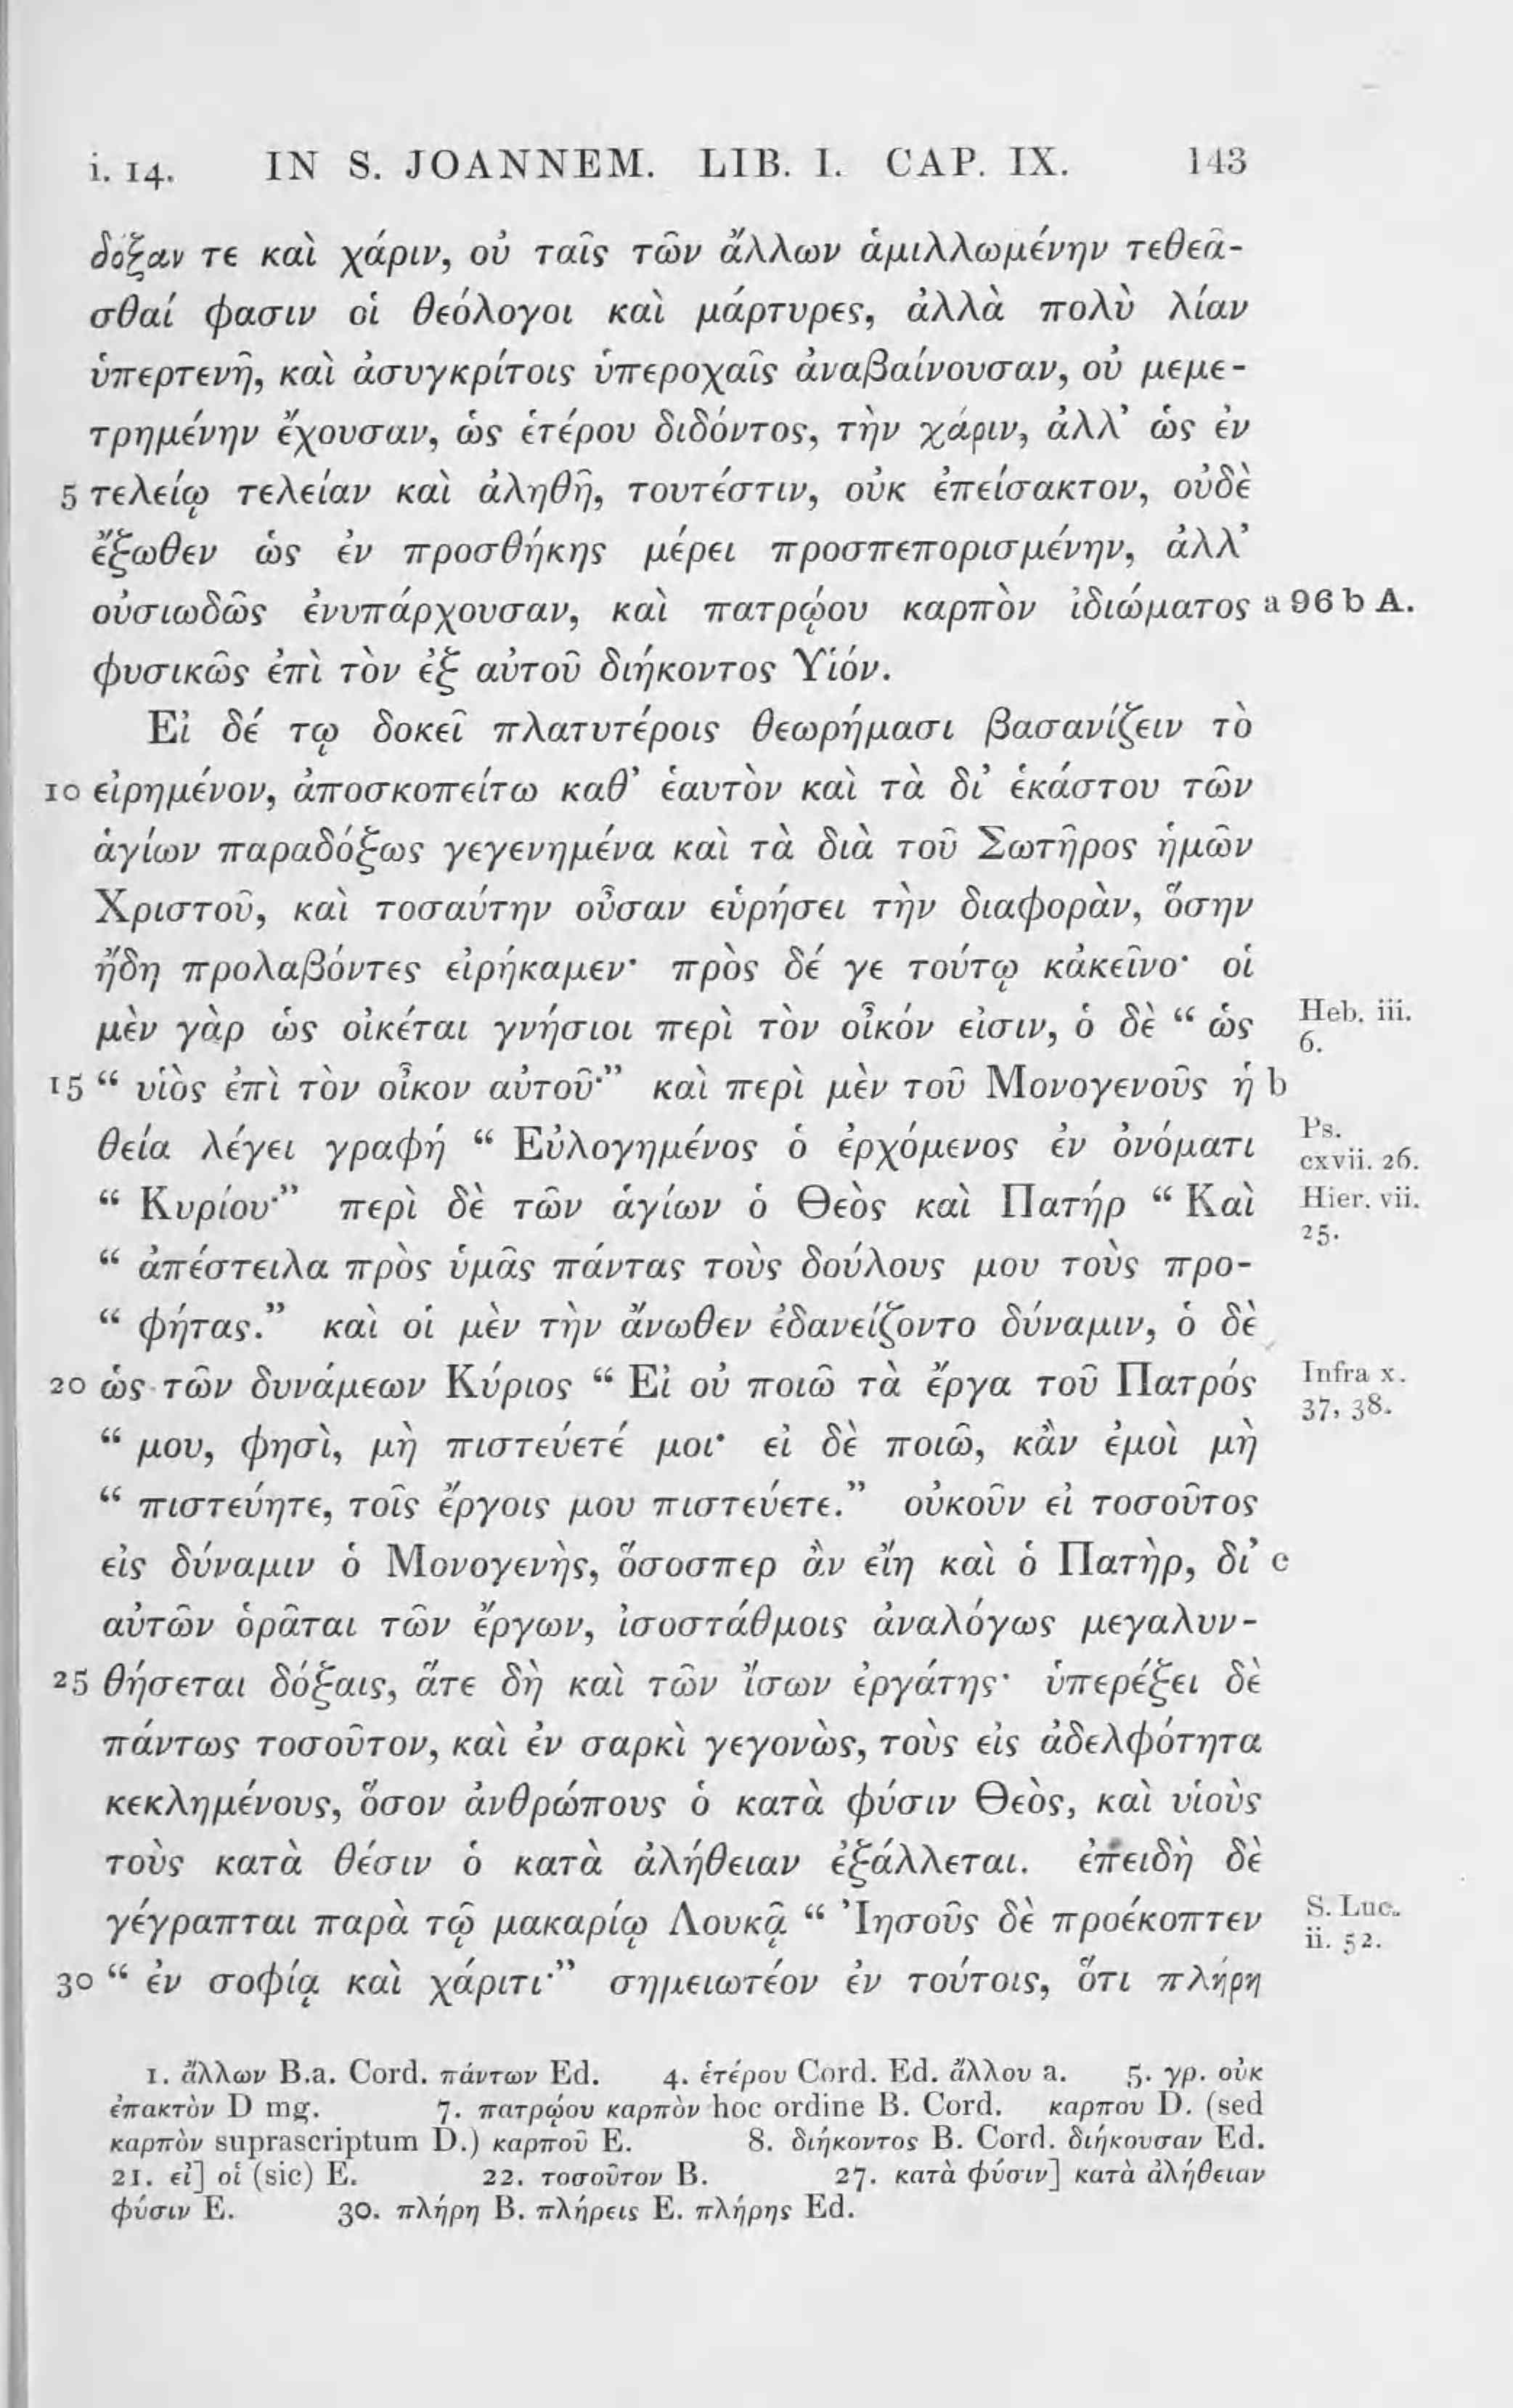 i. 14. IN S. JOANNEM. LIB. I. CAP. IX. 143
δόξαν τε καὶ χάριν, οὐ ταῖς τῶν ἄλλων ἁμιλλωμένην τεθεᾶ-
σθαί φασιν οἱ θεόλογοι καὶ μάρτυρες, ἀλλὰ πολὺ λίαν
ὑπερτενῆ, καὶ ἀσυγκρίτοις ὑπεροχαῖς ἀναβαίνουσαν, οὐ μεμε-
τρημένην ἔχουσαν, ὡς ἑτέρου διδόντος, τὴν χάριν, ἀλλ’ ὡς ἐν
5 τελείῳ τελείαν καὶ ἀληθῆ, τουτέστιν, οὐκ ἐπείσακτον, οὐδὲ
ἔξωθεν ὡς ἐν προσθήκης μέρει προσπεπορισμένην, ἀλλ’
οὐσιωδῶς ἐνυπάρχουσαν, καὶ πατρῴου καρπὸν ἰδιώματος a 96 b A.
φυσικῶς ἐπὶ τὸν ἐξ αὐτοῦ διήκοντος Υἱόν.
Εἰ δέ τῳ δοκεῖ πλατυτέροις θεωρήμασι βασανίζειν τὸ
10 εἰρημένον, ἀποσκοπείτω καθ’ ἑαυτὸν καὶ τὰ δι’ ἑκάστου τῶν
ἁγίων παραδόξως γεγενημένα καὶ τὰ διὰ τοῦ Σωτῆρος ἡμῶν
Χριστοῦ, καὶ τοσαύτην οὖσαν εὑρήσει τὴν διαφορὰν, ὅσην
ἤδη προλαβόντες εἰρήκαμεν· πρὸς δέ γε τούτῳ κἀκεῖνο· οἱ
μὲν γὰρ ὡς οἰκέται γνήσιοι περὶ τὸν οἶκόν εἰσιν, ὁ δὲ “ ὡς Heb. iii. 6.
15 “ υἱὸς ἐπὶ τὸν οἶκον αὐτοῦ·” καὶ περὶ μὲν τοῦ Μονογενοῦς ἡ b
θεία λέγει γραφή “ Εὐλογημένος ὁ ἐρχόμενος ἐν ὀνόματι Ps. cxvii. 26.
“ Κυρίου·” περὶ δὲ τῶν ἁγίων ὁ Θεὸς καὶ Πατήρ “ Καὶ Hier. vii. 25.
“ ἀπέστειλα πρὸς ὑμᾶς πάντας τοὺς δούλους μου τοὺς προ-
“ φήτας.” καὶ οἱ μὲν τὴν ἄνωθεν ἐδανείζοντο δύναμιν, ὁ δὲ
20 ὡς τῶν δυνάμεων Κύριος “ Εἰ οὐ ποιῶ τὰ ἔργα τοῦ Πατρός Infra x. 37, 38.
“ μου, φησὶ, μὴ πιστεύετέ μοι· εἰ δὲ ποιῶ, κἂν ἐμοὶ μὴ
“ πιστεύητε, τοῖς ἔργοις μου πιστεύετε.” οὐκοῦν εἰ τοσοῦτος
εἰς δύναμιν ὁ Μονογενὴς, ὅσοσπερ ἂν εἴη καὶ ὁ Πατὴρ, δι’ c
αὐτῶν ὁρᾶται τῶν ἔργων, ἰσοστάθμοις ἀναλόγως μεγαλυν-
25 θήσεται δόξαις, ἅτε δὴ καὶ τῶν ἴσων ἐργάτης· ὑπερέξει δὲ
πάντως τοσοῦτον, καὶ ἐν σαρκὶ γεγονὼς, τοὺς εἰς ἀδελφότητα
κεκλημένους, ὅσον ἀνθρώπους ὁ κατὰ φύσιν Θεὸς, καὶ υἱοὺς
τοὺς κατὰ θέσιν ὁ κατὰ ἀλήθειαν ἐξάλλεται. ἐπειδὴ δὲ
γέγραπται παρὰ τῷ μακαρίῳ Λουκᾷ “ Ἰησοῦς δὲ προέκοπτεν S. Luc. ii. 52.
30 “ ἐν σοφίᾳ καὶ χάριτι·” σημειωτέον ἐν τούτοις, ὅτι πλήρη
1. ἄλλων B.a. Cord. πάντων Ed. 4. ἑτέρου Cord. Ed. ἄλλου a. 5. γρ. οὐκ
ἐπακτὸν D mg. 7. πατρῴου καρπὸν hoc ordine B. Cord. καρπου D. (sed
καρπὸν suprascriptum D.) καρποῦ E. 8. διήκοντος B. Cord. διήκουσαν Ed.
21. εἰ] οἱ (sic) E. 22. τοσοῦτον B. 27. κατὰ φύσιν] κατὰ ἀλήθειαν
φύσιν E. 30. πλήρη B. πλήρεις E. πλήρης Ed.